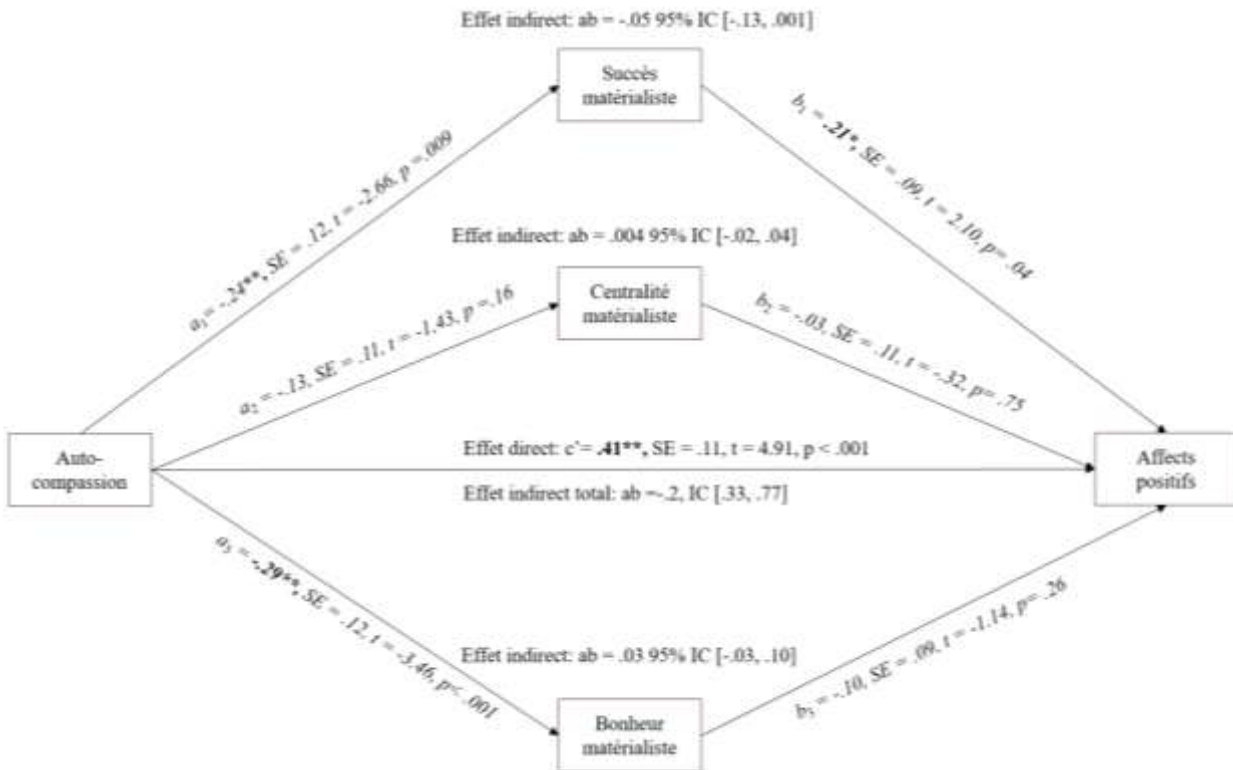 Effet indirect: ab = -.05 95% IC [-.13, .001]
Succès
matérialiste
a₁= -.24**, SE = .12, t = -2.66, p =.009
b₁ = .21*, SE = .09, t = 2.10, p= .04
Effet indirect: ab = .004 95% IC [-.02, .04]
Centralité
matérialiste
a₂ = -.13, SE = .11, t = -1.43, p =.16
b₂ = -.03, SE = .11, t = -.32, p= .75
Auto-
compassion
Effet direct: c'= .41**, SE = .11, t = 4.91, p < .001
Effet indirect total: ab =-.2, IC [.33, .77]
Affects
positifs
a₃ = -.29**, SE = .12, t = -3.46, p< .001
Effet indirect: ab = .03 95% IC [-.03, .10]
b₃ = -.10, SE = .09, t = -1.14, p= .26
Bonheur
matérialiste